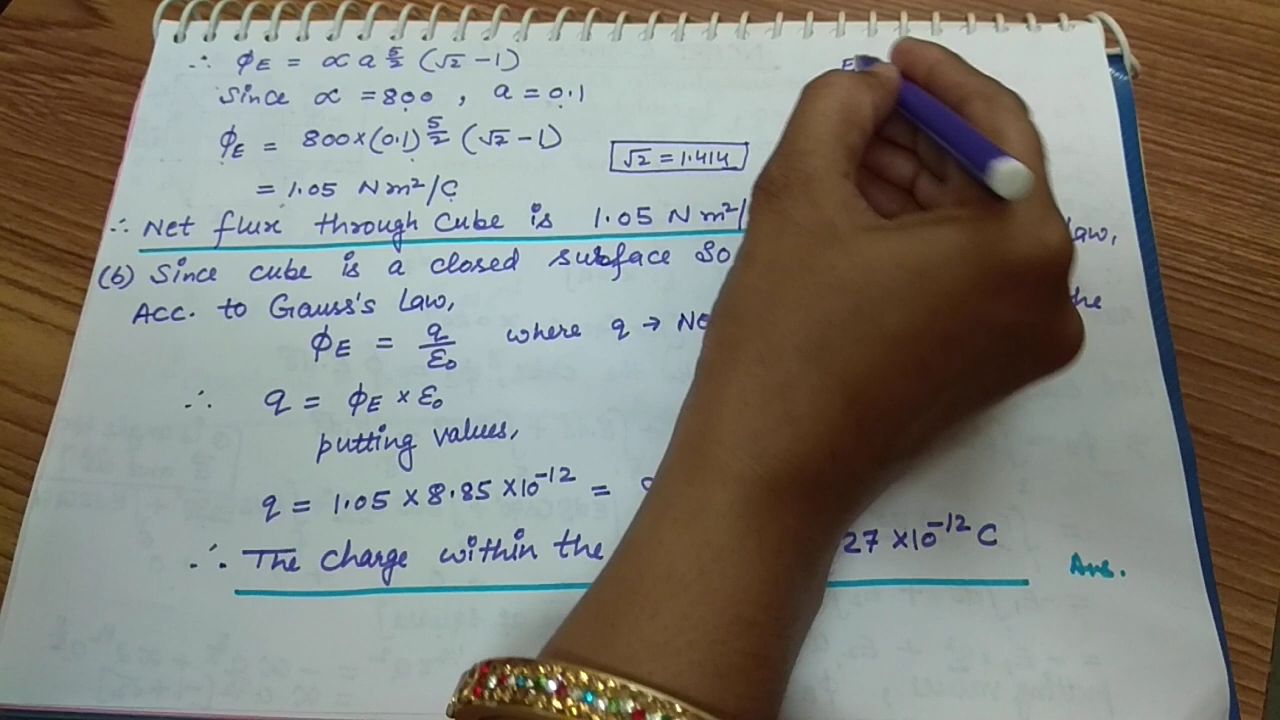 ∴ ϕE = ∝ a 5/2 (√2 - 1)
Since ∝ = 800 , a = 0.1
ϕE = 800×(0.1) 5/2 (√2 - 1)
√2 = 1.414
= 1.05 Nm²/C
∴ Net flux through Cube is 1.05 N m²/
(b) Since cube is a closed surface So law,
Acc. to Gauss's Law, the
ϕE = q/ε₀ where q →
∴ q = ϕE × ε₀
putting values,
q = 1.05 × 8.85 ×10⁻¹² =
∴ The charge within the 27 ×10⁻¹² C
Ans.